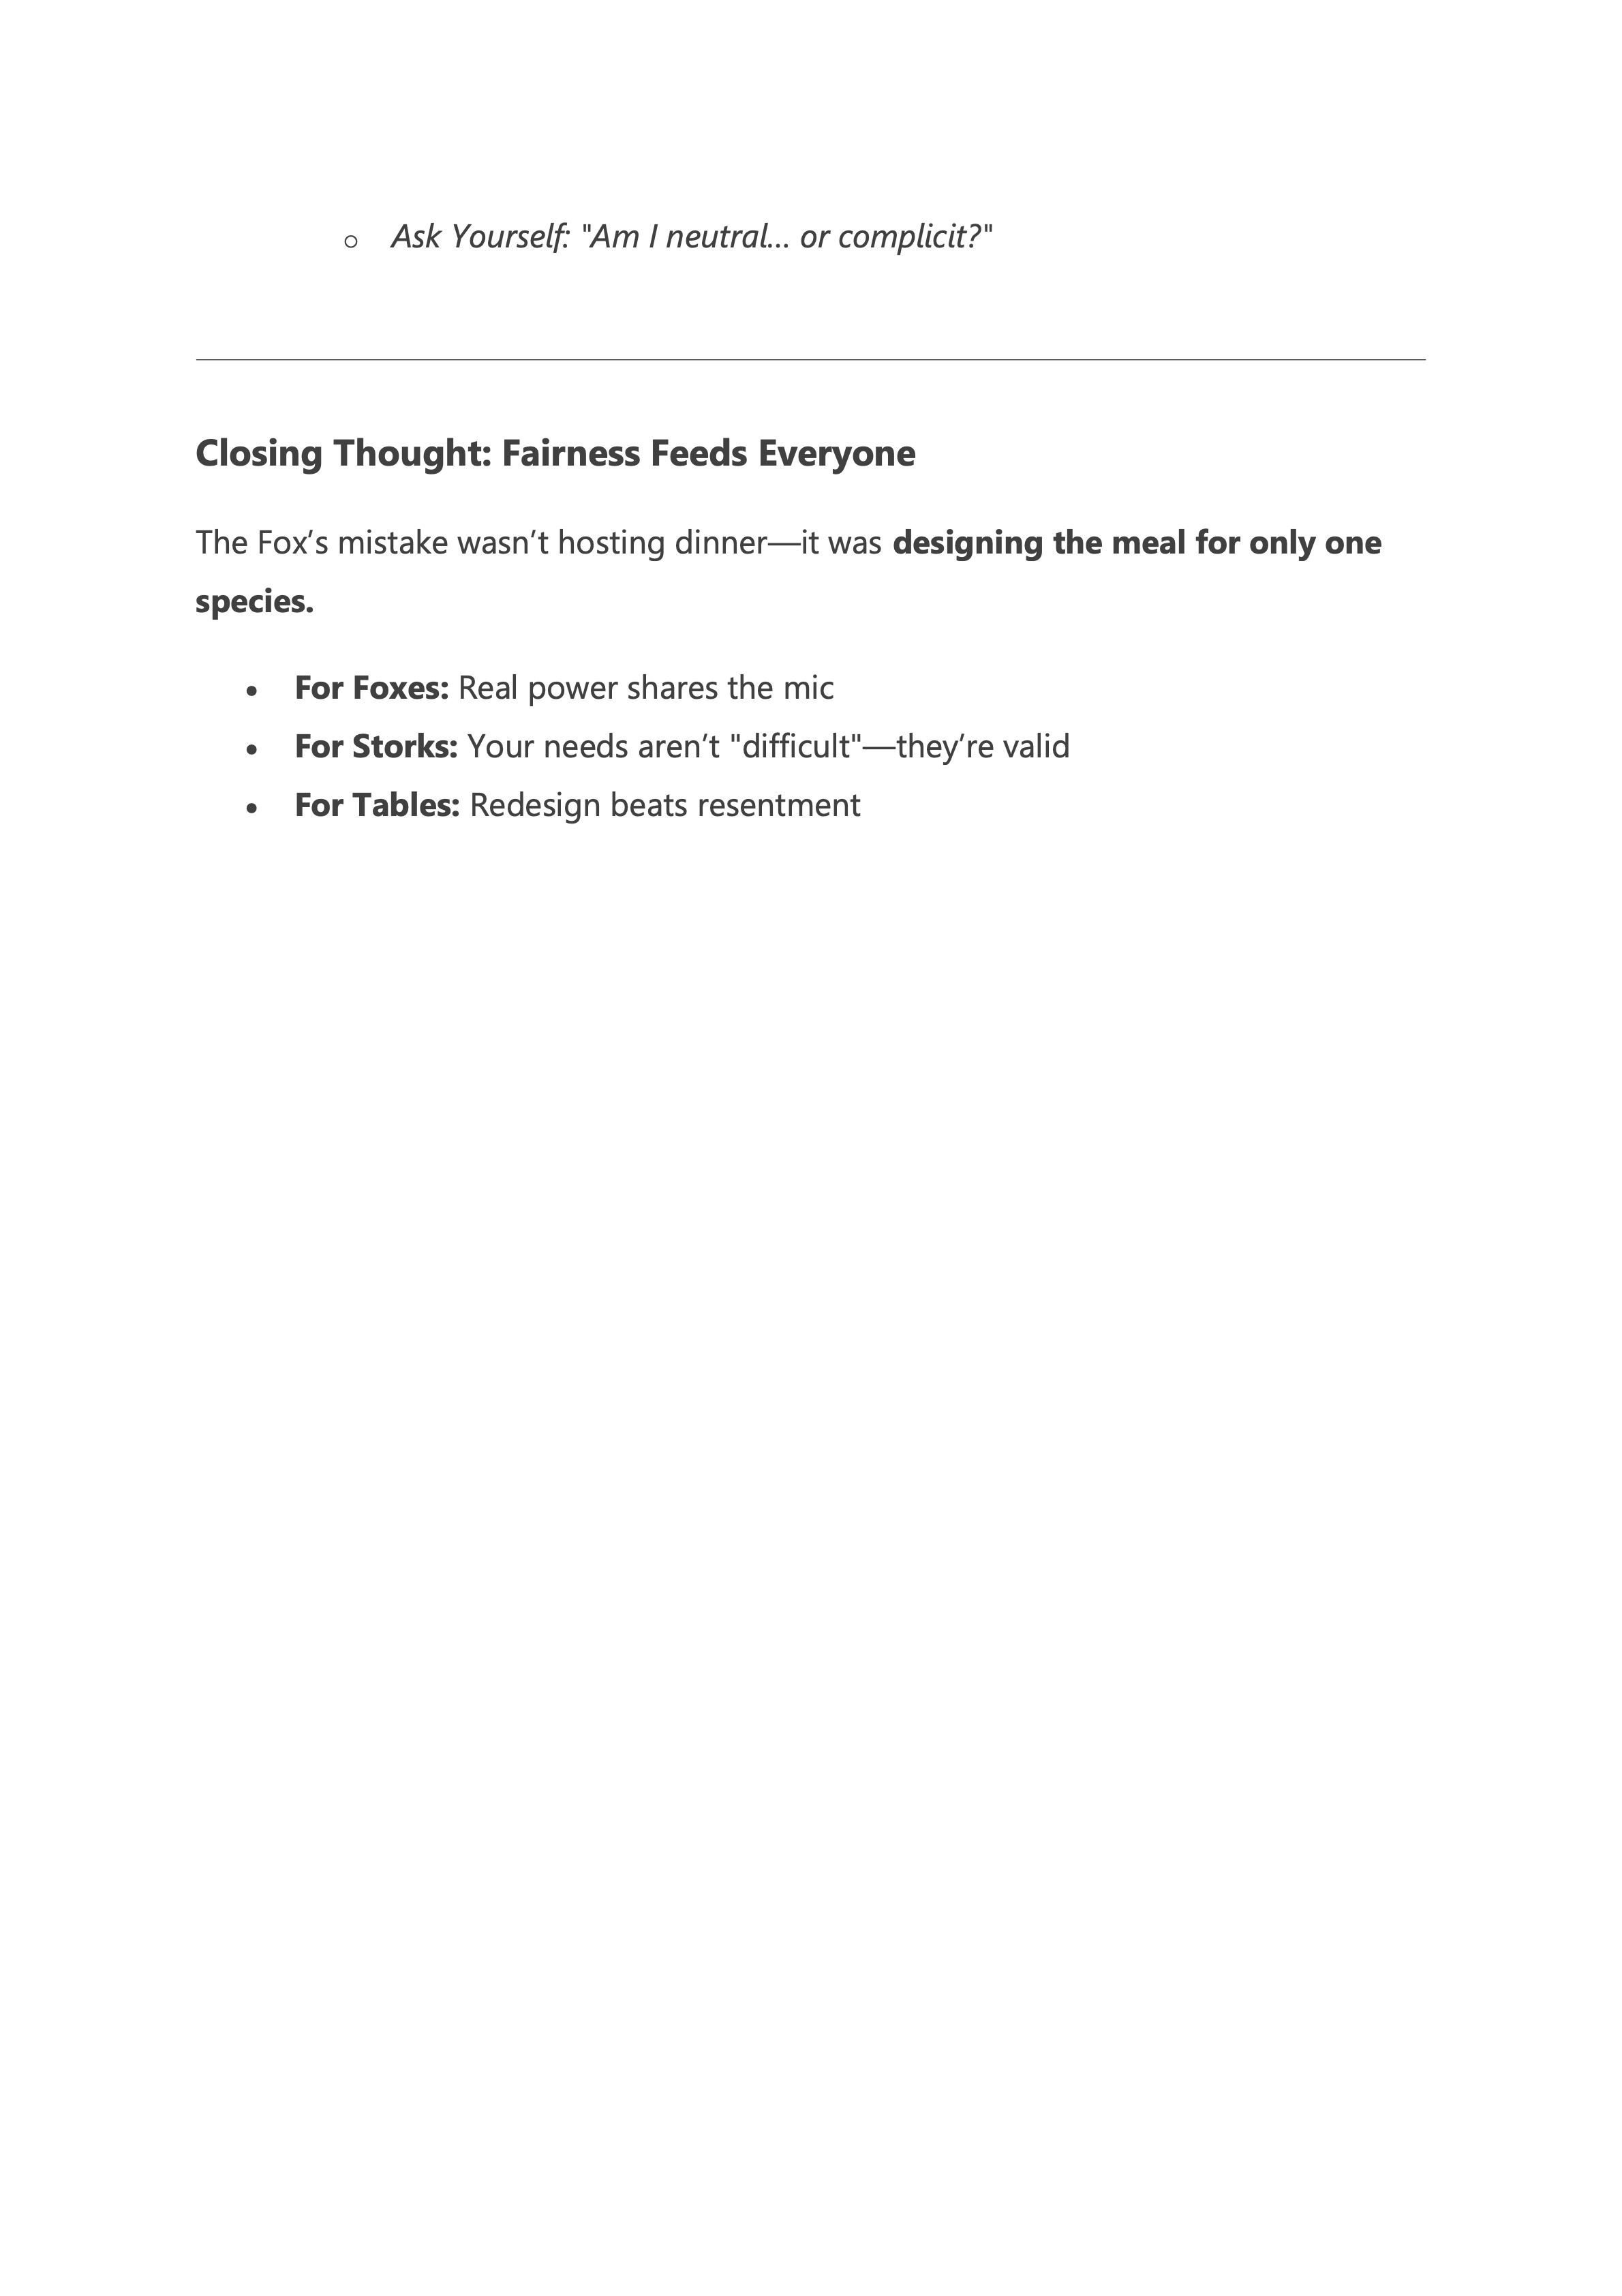 ○ Ask Yourself: "Am I neutral... or complicit?"
Closing Thought: Fairness Feeds Everyone
The Fox’s mistake wasn’t hosting dinner—it was designing the meal for only one
species.
• For Foxes: Real power shares the mic
• For Storks: Your needs aren’t "difficult"—they’re valid
• For Tables: Redesign beats resentment